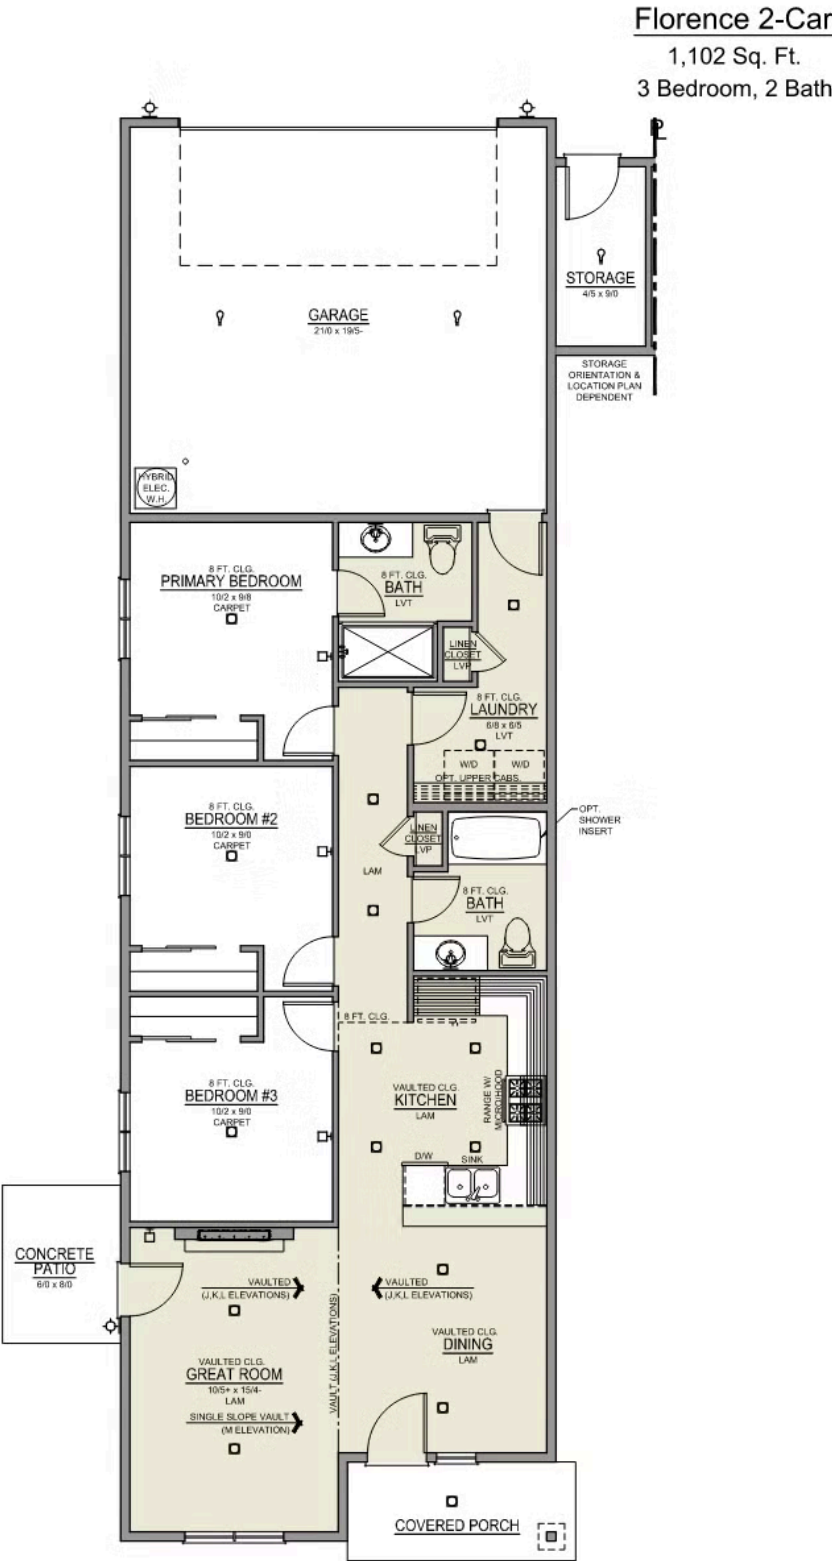 Florence 2-Car
1,102 Sq. Ft.
3 Bedroom, 2 Bath
PL
STORAGE
4/5 x 9/0
GARAGE
21/0 x 19/5-
STORAGE
ORIENTATION &
LOCATION PLAN
DEPENDENT
HYBRID
ELEC.
W.H.
8 FT. CLG.
PRIMARY BEDROOM
10/2 x 9/8
CARPET
8 FT. CLG.
BATH
LVT
LINEN
CLOSET
LVP
8 FT. CLG.
LAUNDRY
6/8 x 6/5
LVT
W/D
W/D
OPT. UPPER CABS.
8 FT. CLG.
BEDROOM #2
10/2 x 9/0
CARPET
OPT.
SHOWER
INSERT
LINEN
CLOSET
LVP
LAM
8 FT. CLG.
BATH
LVT
8 FT. CLG.
8 FT. CLG.
BEDROOM #3
10/2 x 9/0
CARPET
VAULTED CLG.
KITCHEN
LAM
RANGE W/
MICRO/HOOD
D/W
SINK
CONCRETE
PATIO
6/0 x 8/0
VAULTED
(J,K,L ELEVATIONS)
VAULTED
(J,K,L ELEVATIONS)
VAULT (J,K,L ELEVATIONS)
VAULTED CLG.
DINING
LAM
VAULTED CLG.
GREAT ROOM
10/5+ x 15/4-
LAM
SINGLE SLOPE VAULT
(M ELEVATION)
COVERED PORCH